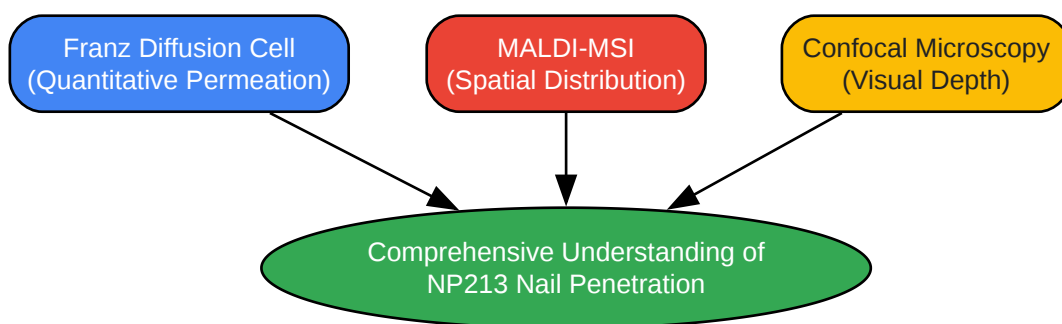 Franz Diffusion Cell
(Quantitative Permeation)
MALDI-MSI
(Spatial Distribution)
Confocal Microscopy
(Visual Depth)
Comprehensive Understanding of
NP213 Nail Penetration